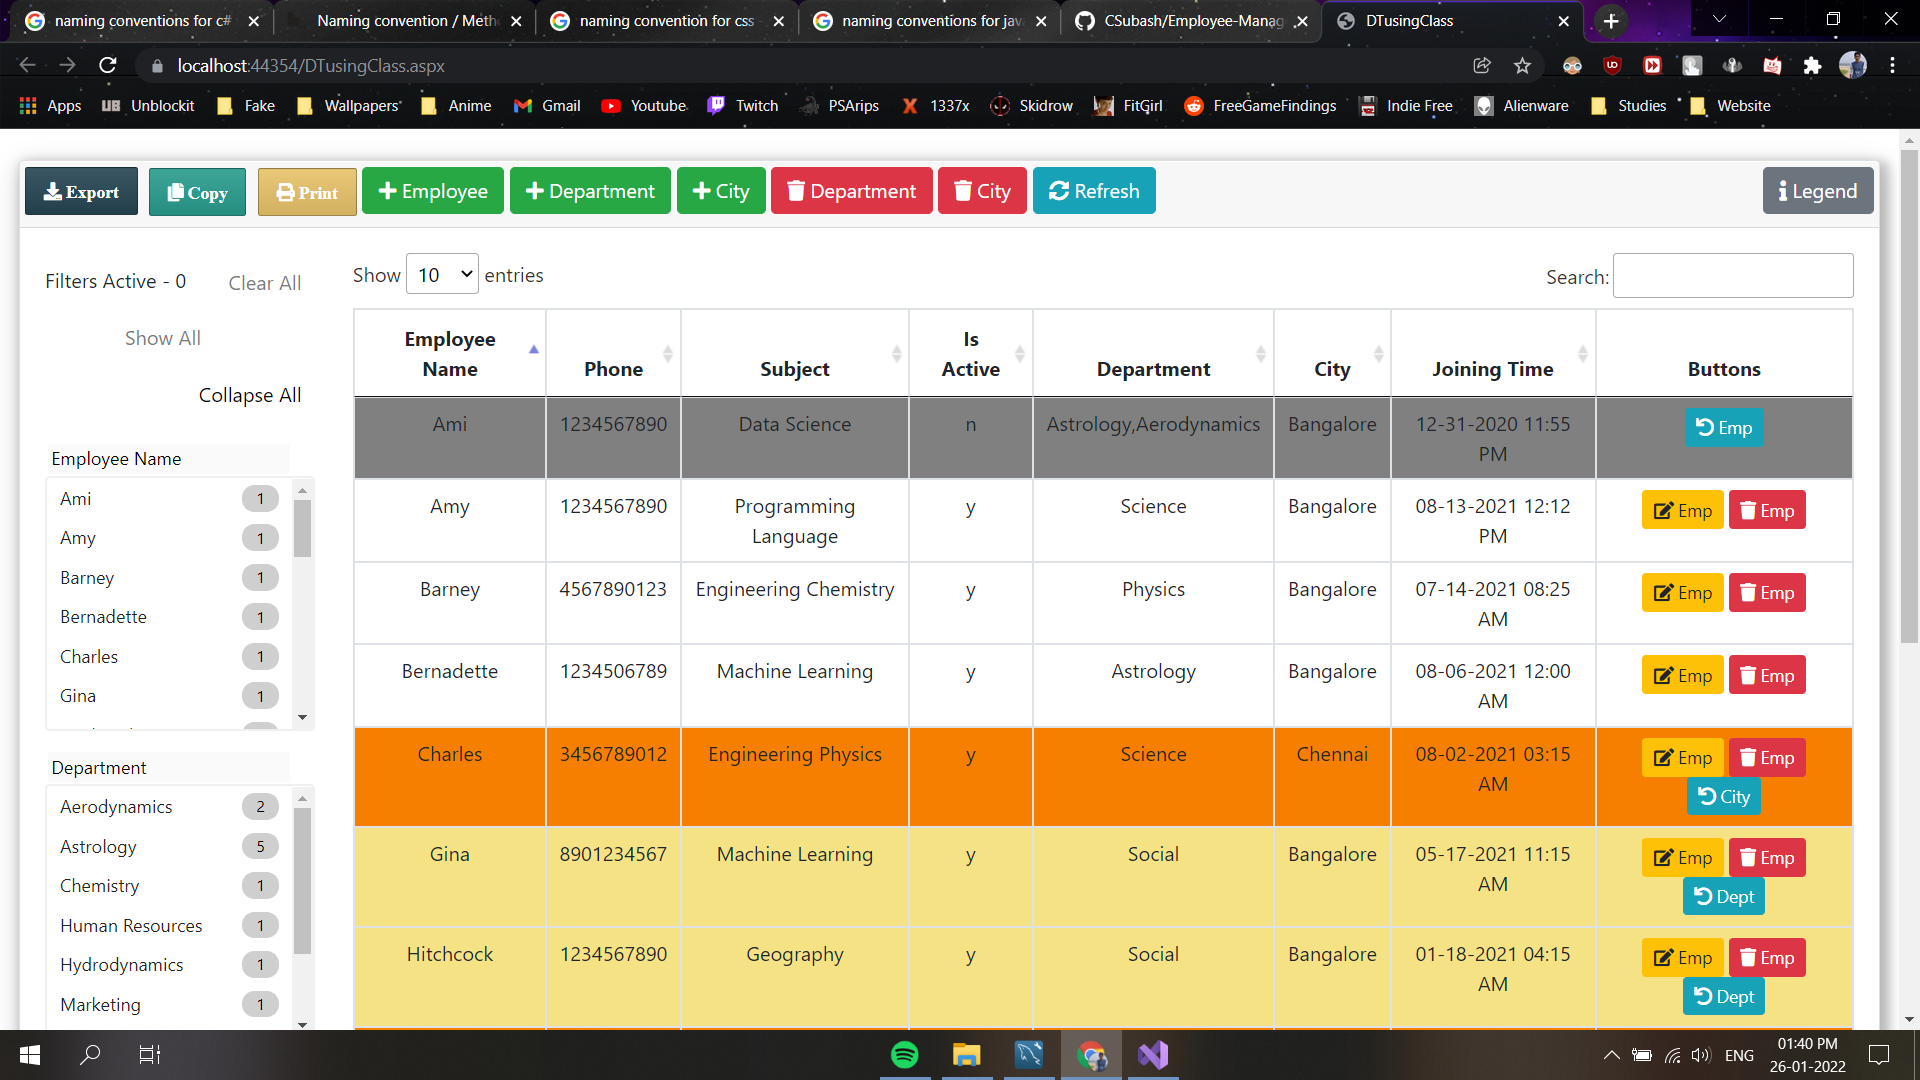 naming conventions for c#
Naming convention / Meth
naming convention for css
naming conventions for jav
CSubash/Employee-Manag
DTusingClass
localhost:44354/DTusingClass.aspx
Apps
UB
Unblockit
Fake
Wallpapers
Anime
Gmail
Youtube
Twitch
PSArips
1337x
Skidrow
FitGirl
FreeGameFindings
Indie Free
Alienware
Studies
Website
Export
Copy
Print
Employee
Department
City
Department
City
Refresh
Legend
Filters Active - 0
Clear All
Show All
Collapse All
Show 10 entries
Search:
Employee Name
Phone
Subject
Is Active
Department
City
Joining Time
Buttons
Ami 1234567890 Data Science n Astrology,Aerodynamics Bangalore 12-31-2020 11:55 PM Emp
Amy 1234567890 Programming Language y Science Bangalore 08-13-2021 12:12 PM Emp Emp
Barney 4567890123 Engineering Chemistry y Physics Bangalore 07-14-2021 08:25 AM Emp Emp
Bernadette 1234506789 Machine Learning y Astrology Bangalore 08-06-2021 12:00 AM Emp Emp
Charles 3456789012 Engineering Physics y Science Chennai 08-02-2021 03:15 AM Emp Emp City
Gina 8901234567 Machine Learning y Social Bangalore 05-17-2021 11:15 AM Emp Emp Dept
Hitchcock 1234567890 Geography y Social Bangalore 01-18-2021 04:15 AM Emp Emp Dept
Employee Name
Ami 1
Amy 1
Barney 1
Bernadette 1
Charles 1
Gina 1
Department
Aerodynamics 2
Astrology 5
Chemistry 1
Human Resources 1
Hydrodynamics 1
Marketing 1
ENG
01:40 PM
26-01-2022